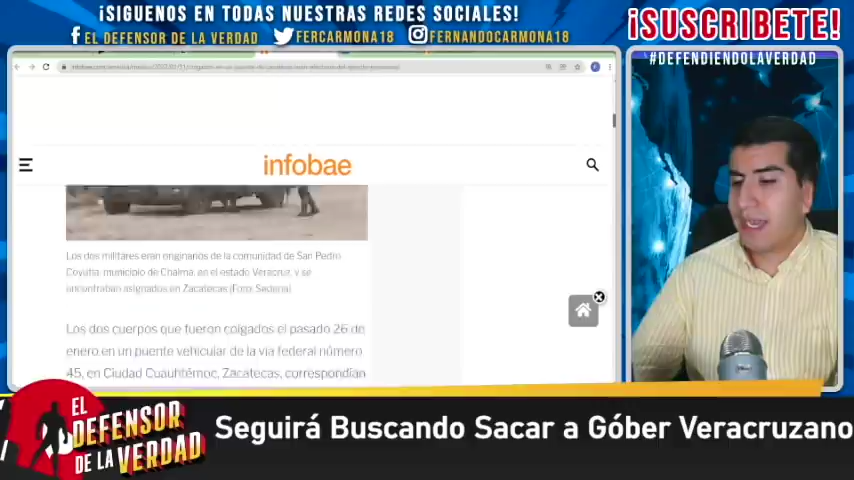 ¡SIGUENOS EN TODAS NUESTRAS REDES SOCIALES!
EL DEFENSOR DE LA VERDAD
FERCARMONA18
FERNANDOCARMONA18
¡SUSCRIBETE!
#DEFENDIENDOLAVERDAD
infobae
Los dos militares eran originarios de la comunidad de San Pedro
municipio de Chalma, en el estado Veracruz, y se
encontraban asignados en Zacatecas (Foto: Sedena)
Los dos cuerpos que fueron colgados el pasado 26 de
enero en un puente vehicular de la vía federal número
45, en Ciudad Cuauhtémoc, Zacatecas, correspondían
EL
DEFENSOR
DE LA VERDAD
Seguirá Buscando Sacar a Góber Veracruzano